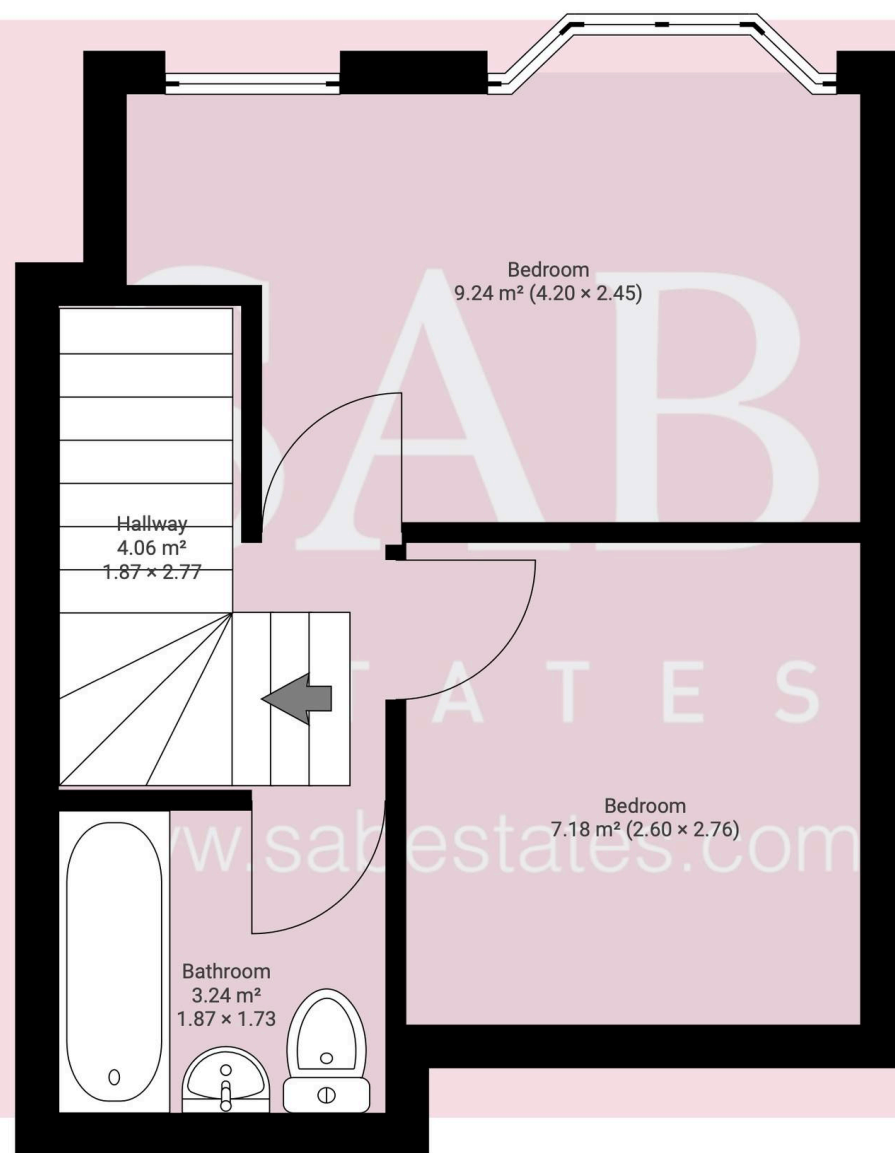 Bedroom
9.24 m² (4.20 × 2.45)
SAB
Hallway
4.06 m²
1.87 × 2.77
TATES
Bedroom
7.18 m² (2.60 × 2.76)
www.sabestates.com
Bathroom
3.24 m²
1.87 × 1.73